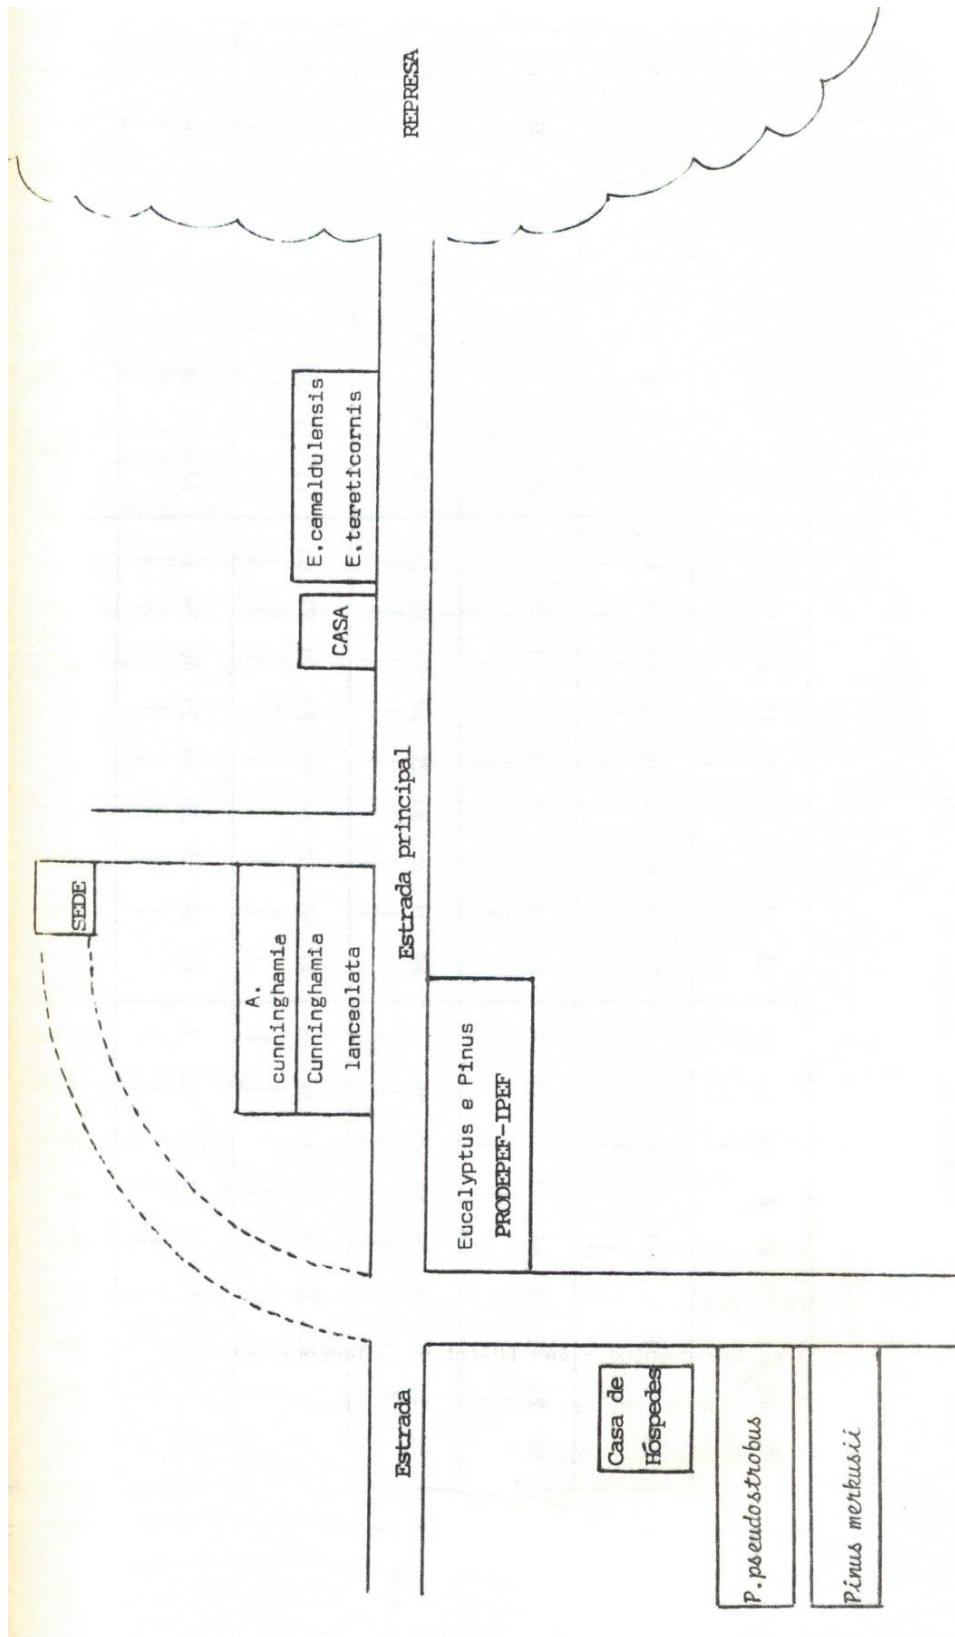 REPRESA
E.camaldulensis
E.tereticornis
CASA
Estrada principal
SEDE
A.
cunninghamia
Cunninghamia
lanceolata
Eucalyptus e Pinus
PRODEPEF-IPEF
Estrada
Casa de
Hóspedes
P.pseudostrobus
Pinus merkusii